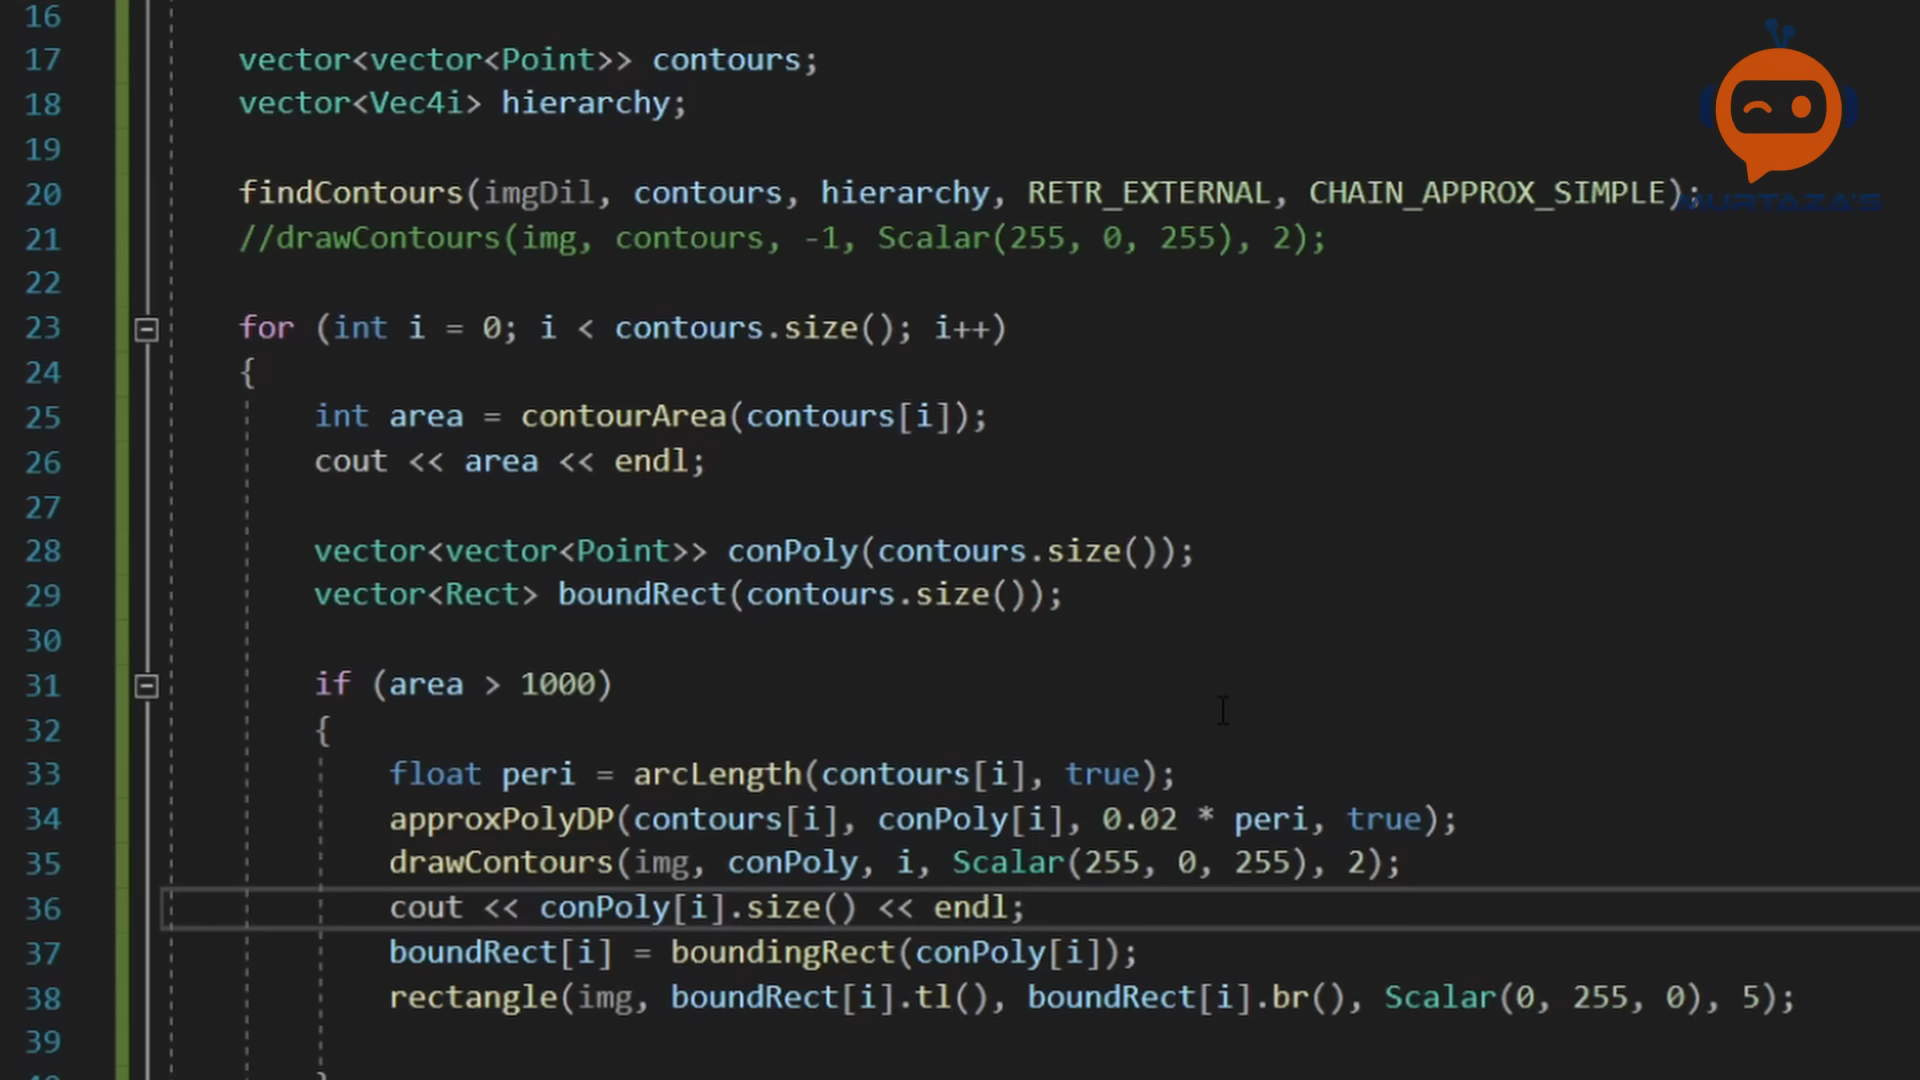 16
17 vector<vector<Point>> contours;
18 vector<Vec4i> hierarchy;
19
20 findContours(imgDil, contours, hierarchy, RETR_EXTERNAL, CHAIN_APPROX_SIMPLE);
MURTAZA'S
21 //drawContours(img, contours, -1, Scalar(255, 0, 255), 2);
22
23 for (int i = 0; i < contours.size(); i++)
24 {
25 int area = contourArea(contours[i]);
26 cout << area << endl;
27
28 vector<vector<Point>> conPoly(contours.size());
29 vector<Rect> boundRect(contours.size());
30
31 if (area > 1000)
32 {
33 float peri = arcLength(contours[i], true);
34 approxPolyDP(contours[i], conPoly[i], 0.02 * peri, true);
35 drawContours(img, conPoly, i, Scalar(255, 0, 255), 2);
36 cout << conPoly[i].size() << endl;
37 boundRect[i] = boundingRect(conPoly[i]);
38 rectangle(img, boundRect[i].tl(), boundRect[i].br(), Scalar(0, 255, 0), 5);
39